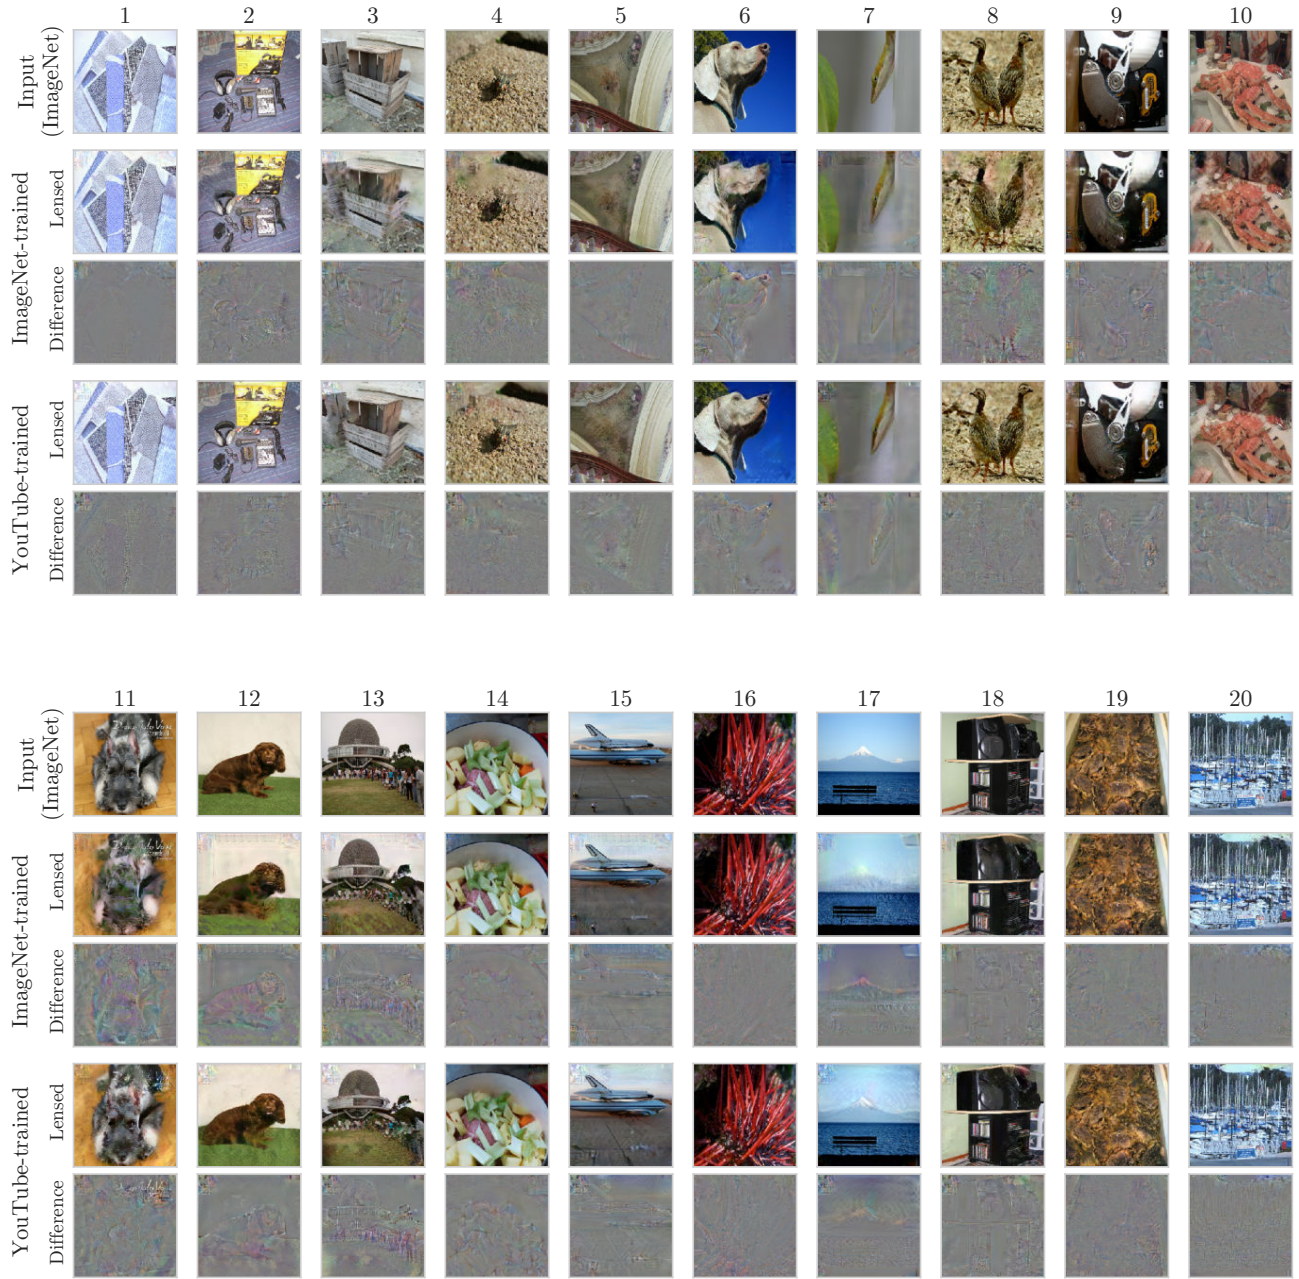 1 2 3 4 5 6 7 8 9 10
Input
(ImageNet)
ImageNet-trained
Lensed
Difference
YouTube-trained
Lensed
Difference
11 12 13 14 15 16 17 18 19 20
Input
(ImageNet)
ImageNet-trained
Lensed
Difference
YouTube-trained
Lensed
Difference